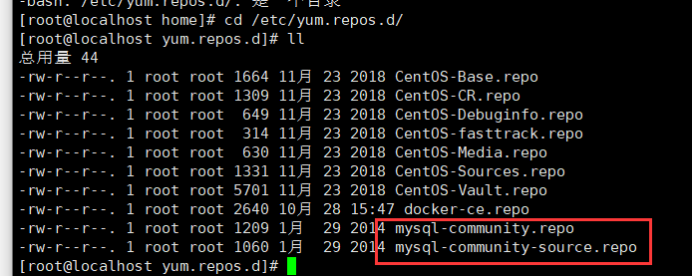 -bash: /etc/yum.repos.d/: 是一个目录
[root@localhost home]# cd /etc/yum.repos.d/
[root@localhost yum.repos.d]# ll
总用量 44
-rw-r--r--. 1 root root 1664 11月 23 2018 CentOS-Base.repo
-rw-r--r--. 1 root root 1309 11月 23 2018 CentOS-CR.repo
-rw-r--r--. 1 root root  649 11月 23 2018 CentOS-Debuginfo.repo
-rw-r--r--. 1 root root  314 11月 23 2018 CentOS-fasttrack.repo
-rw-r--r--. 1 root root  630 11月 23 2018 CentOS-Media.repo
-rw-r--r--. 1 root root 1331 11月 23 2018 CentOS-Sources.repo
-rw-r--r--. 1 root root 5701 11月 23 2018 CentOS-Vault.repo
-rw-r--r--. 1 root root 2640 10月 28 15:47 docker-ce.repo
-rw-r--r--. 1 root root 1209 1月  29 2014 mysql-community.repo
-rw-r--r--. 1 root root 1060 1月  29 2014 mysql-community-source.repo
[root@localhost yum.repos.d]#